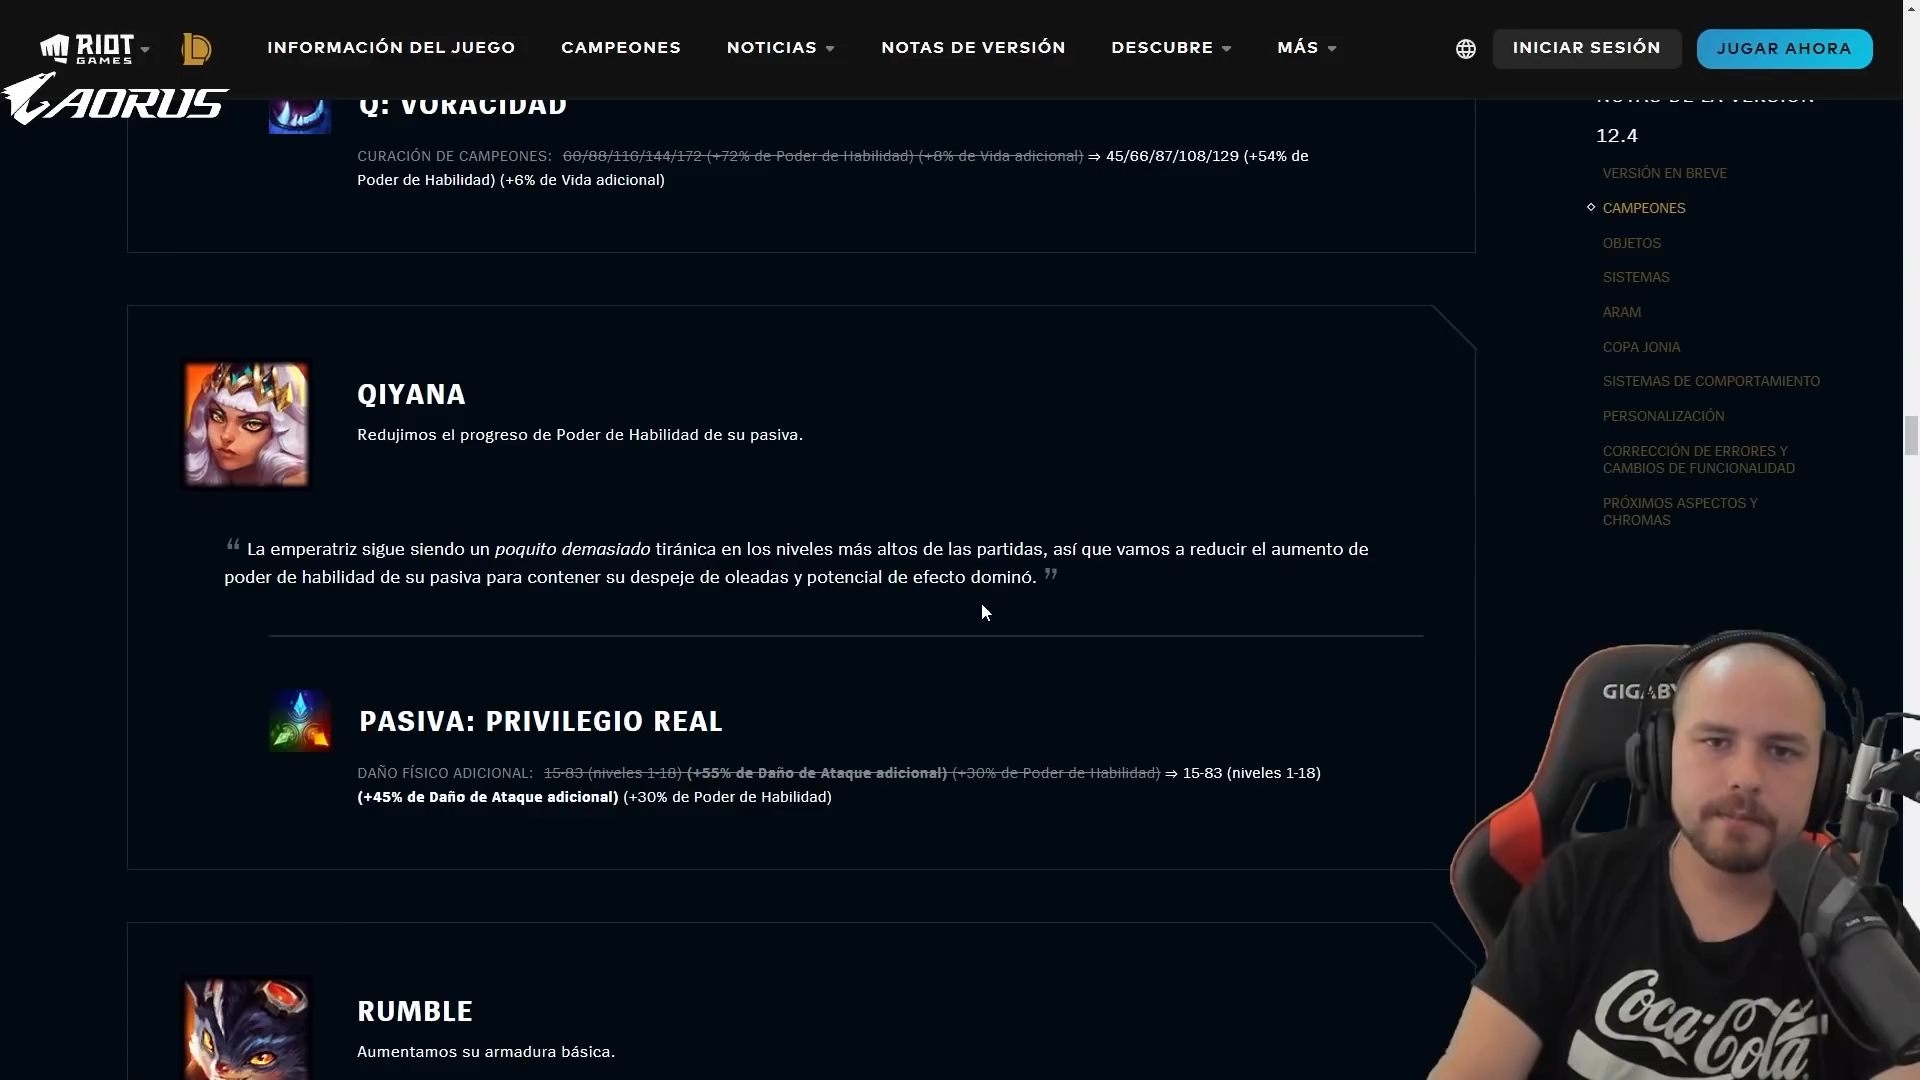 RIOT
GAMES
INFORMACIÓN DEL JUEGO
CAMPEONES
NOTICIAS
NOTAS DE VERSIÓN
DESCUBRE
MÁS
INICIAR SESIÓN
JUGAR AHORA
AORUS
Q: VORACIDAD
CURACIÓN DE CAMPEONES: 60/88/116/144/172 (+72% de Poder de Habilidad) (+8% de Vida adicional) ⇒ 45/66/87/108/129 (+54% de
Poder de Habilidad) (+6% de Vida adicional)
QIYANA
Redujimos el progreso de Poder de Habilidad de su pasiva.
“ La emperatriz sigue siendo un poquito demasiado tiránica en los niveles más altos de las partidas, así que vamos a reducir el aumento de
poder de habilidad de su pasiva para contener su despeje de oleadas y potencial de efecto dominó. ”
PASIVA: PRIVILEGIO REAL
DAÑO FÍSICO ADICIONAL: 15-83 (niveles 1-18) (+55% de Daño de Ataque adicional) (+30% de Poder de Habilidad) ⇒ 15-83 (niveles 1-18)
(+45% de Daño de Ataque adicional) (+30% de Poder de Habilidad)
RUMBLE
Aumentamos su armadura básica.
NOTAS DE LA VERSIÓN
12.4
VERSIÓN EN BREVE
CAMPEONES
OBJETOS
SISTEMAS
ARAM
COPA JONIA
SISTEMAS DE COMPORTAMIENTO
PERSONALIZACIÓN
CORRECCIÓN DE ERRORES Y
CAMBIOS DE FUNCIONALIDAD
PRÓXIMOS ASPECTOS Y
CHROMAS
GIGABY
Coca-Cola